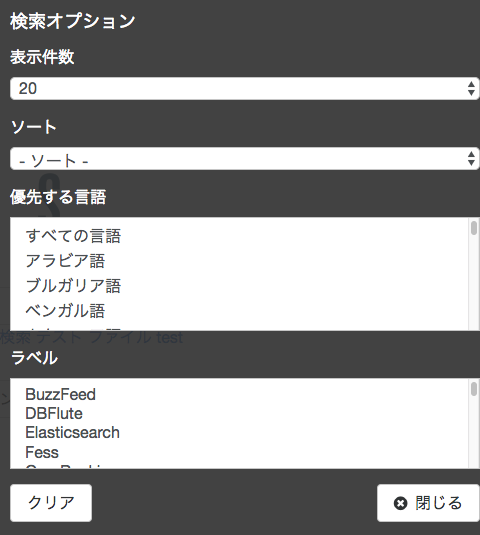 検索オプション
表示件数
20
ソート
- ソート -
優先する言語
すべての言語
アラビア語
ブルガリア語
ベンガル語
検索 テスト ファイル test
ラベル
BuzzFeed
DBFlute
Elasticsearch
Fess
クリア
閉じる